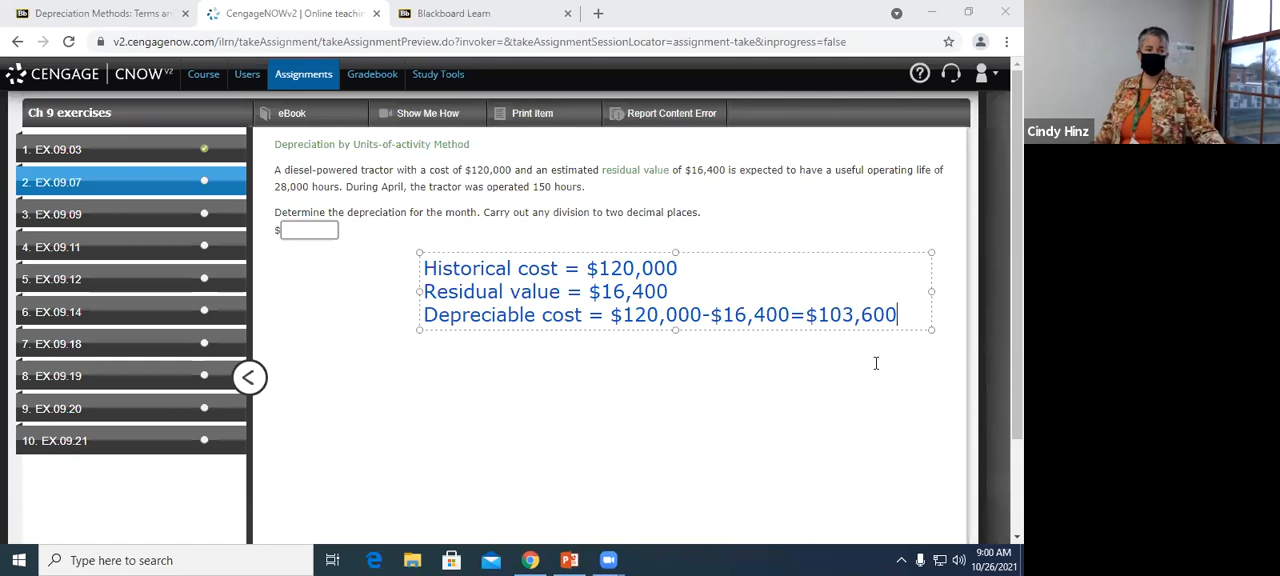 Depreciation Methods: Terms an
CengageNOWv2 | Online teachin
Blackboard Learn
v2.cengagenow.com/ilrn/takeAssignment/takeAssignmentPreview.do?invoker=&takeAssignmentSessionLocator=assignment-take&inprogress=false
CENGAGE | CNOWv2 Course Users Assignments Gradebook Study Tools
Ch 9 exercises
eBook Show Me How Print Item Report Content Error
1. EX.09.03
2. EX.09.07
3. EX.09.09
4. EX.09.11
5. EX.09.12
6. EX.09.14
7. EX.09.18
8. EX.09.19
9. EX.09.20
10. EX.09.21
Depreciation by Units-of-activity Method
A diesel-powered tractor with a cost of $120,000 and an estimated residual value of $16,400 is expected to have a useful operating life of
28,000 hours. During April, the tractor was operated 150 hours.
Determine the depreciation for the month. Carry out any division to two decimal places.
$
Historical cost = $120,000
Residual value = $16,400
Depreciable cost = $120,000-$16,400=$103,600
Cindy Hinz
Type here to search
9:00 AM
10/26/2021